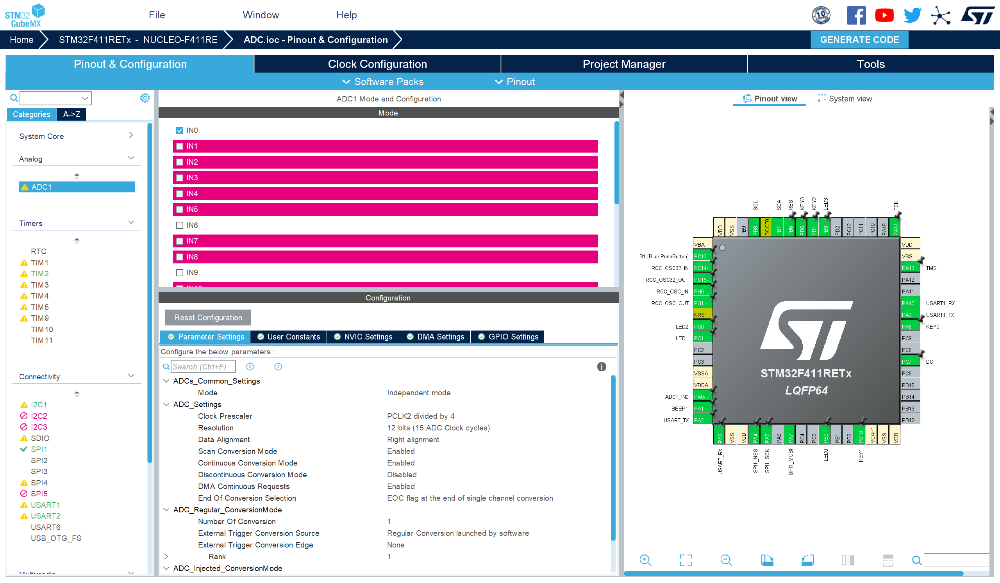 STM32
CubeMX
File
Window
Help
10
ST
Home
STM32F411RETx - NUCLEO-F411RE
ADC.ioc - Pinout & Configuration
GENERATE CODE
Pinout & Configuration
Clock Configuration
Project Manager
Tools
Software Packs
Pinout
Categories
A->Z
System Core
Analog
ADC1
Timers
RTC
TIM1
TIM2
TIM3
TIM4
TIM5
TIM9
TIM10
TIM11
Connectivity
I2C1
I2C2
I2C3
SDIO
SPI1
SPI2
SPI3
SPI4
SPI5
USART1
USART2
USART6
USB_OTG_FS
Multimedia
ADC1 Mode and Configuration
Mode
IN0
IN1
IN2
IN3
IN4
IN5
IN6
IN7
IN8
IN9
IN10
Configuration
Reset Configuration
Parameter Settings
User Constants
NVIC Settings
DMA Settings
GPIO Settings
Configure the below parameters :
Search (Ctrl+F)
ADCs_Common_Settings
Mode Independent mode
ADC_Settings
Clock Prescaler PCLK2 divided by 4
Resolution 12 bits (15 ADC Clock cycles)
Data Alignment Right alignment
Scan Conversion Mode Enabled
Continuous Conversion Mode Enabled
Discontinuous Conversion Mode Disabled
DMA Continuous Requests Enabled
End Of Conversion Selection EOC flag at the end of single channel conversion
ADC_Regular_ConversionMode
Number Of Conversion 1
External Trigger Conversion Source Regular Conversion launched by software
External Trigger Conversion Edge None
Rank 1
ADC_Injected_ConversionMode
Pinout view
System view
SCL
SDA
RES
KEY3
KEY2
LED3
TCK
VDD
VSS
PB9
PB8
BOOT0
PB7
PB6
PB5
PB4
PB3
PD2
PC12
PC11
PC10
PA15
PA14
VBAT
B1 [Blue PushButton] PC13-..
RCC_OSC32_IN PC14-..
RCC_OSC32_OUT PC15-..
RCC_OSC_IN PH0 -..
RCC_OSC_OUT PH1 -..
NRST
LED2 PC0
LED1 PC1
PC2
PC3
VSSA
VDDA
ADC1_IN0 PA0-..
BEEP1 PA1
USART_TX PA2
ST
STM32F411RETx
LQFP64
VDD
VSS
PA13 TMS
PA12
PA11
PA10 USART1_RX
PA9 USART1_TX
PA8 KEY0
PC9
PC8
PC7 DC
PC6
PB15
PB14
PB13
PB12
PA3
VSS
VDD
PA4
PA5
PA6
PA7
PC4
PC5
PB0
PB1
PB2
PB10
VCAP1
VSS
VDD
USART_RX
SPI1_NSS
SPI1_SCK
SPI1_MOSI
LED0
KEY1